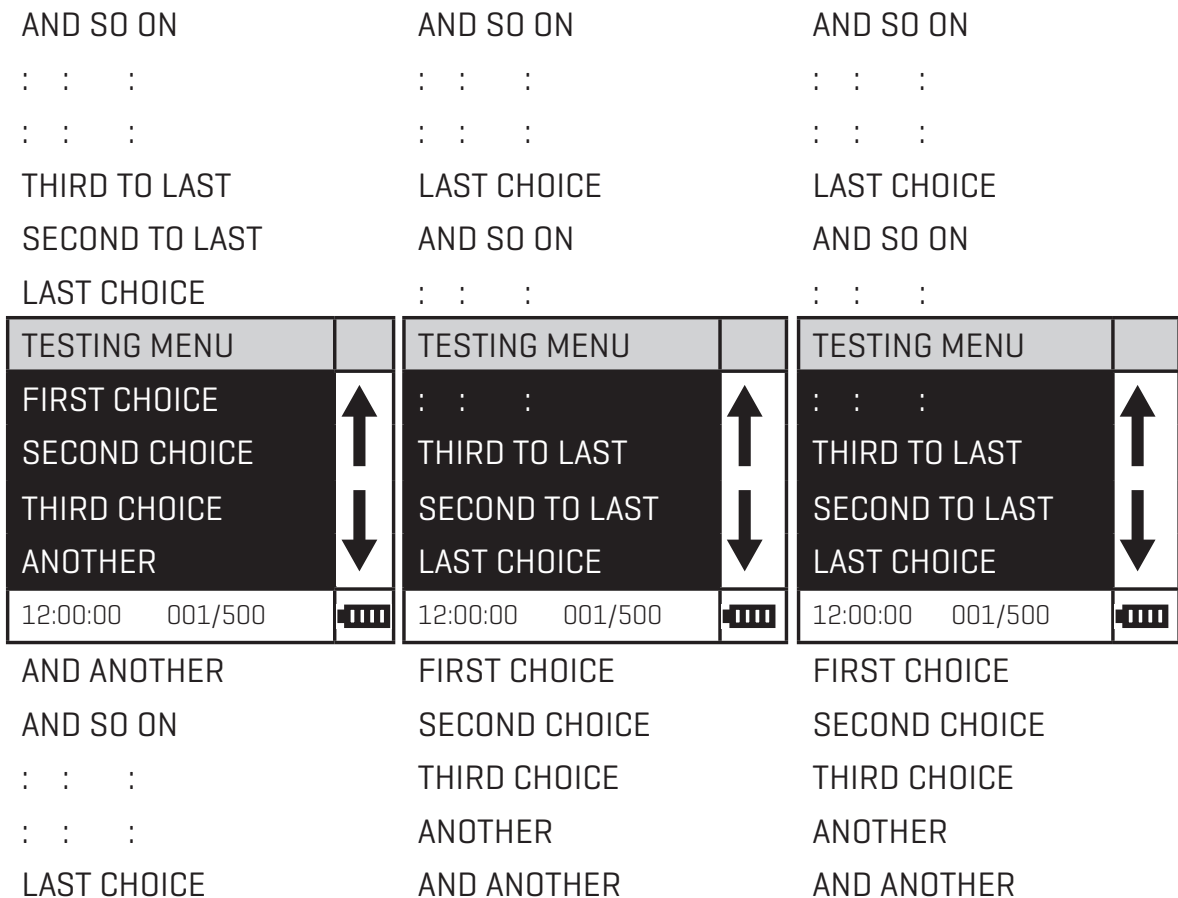 AND SO ON
: : :
: : :
THIRD TO LAST
SECOND TO LAST
LAST CHOICE
TESTING MENU
FIRST CHOICE
SECOND CHOICE
THIRD CHOICE
ANOTHER
12:00:00 001/500
AND ANOTHER
AND SO ON
: : :
: : :
LAST CHOICE
AND SO ON
: : :
: : :
LAST CHOICE
AND SO ON
: : :
TESTING MENU
: : :
THIRD TO LAST
SECOND TO LAST
LAST CHOICE
12:00:00 001/500
FIRST CHOICE
SECOND CHOICE
THIRD CHOICE
ANOTHER
AND ANOTHER
AND SO ON
: : :
: : :
LAST CHOICE
AND SO ON
: : :
TESTING MENU
: : :
THIRD TO LAST
SECOND TO LAST
LAST CHOICE
12:00:00 001/500
FIRST CHOICE
SECOND CHOICE
THIRD CHOICE
ANOTHER
AND ANOTHER